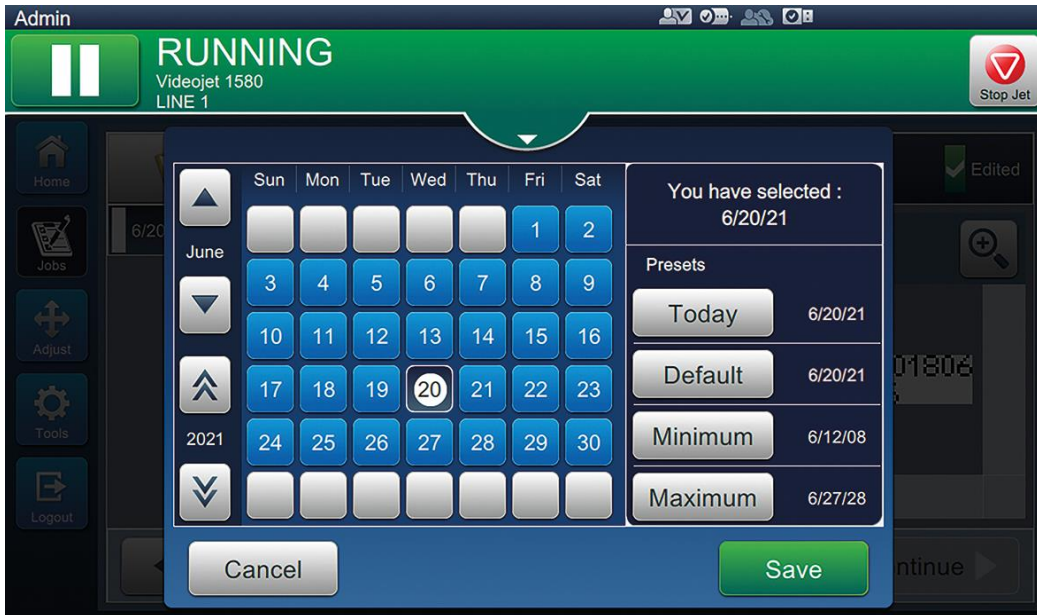 Admin
RUNNING
Videojet 1580
LINE 1
Stop Jet
Home
Jobs
Adjust
Tools
Logout
6/20
Edited
June
2021
Sun Mon Tue Wed Thu Fri Sat
1 2
3 4 5 6 7 8 9
10 11 12 13 14 15 16
17 18 19 20 21 22 23
24 25 26 27 28 29 30
You have selected :
6/20/21
Presets
Today 6/20/21
Default 6/20/21
Minimum 6/12/08
Maximum 6/27/28
01806
Cancel
Save
ntinue